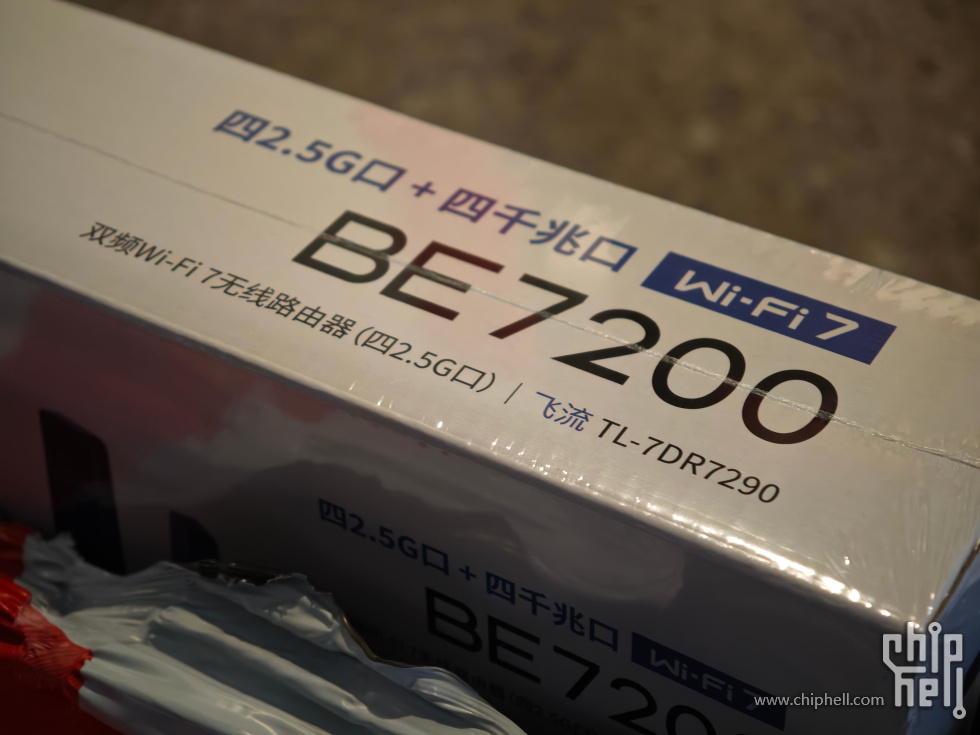 四2.5G口 + 四千兆口
BE7200 Wi-Fi 7
双频Wi-Fi 7无线路由器 (四2.5G口) | 飞流 TL-7DR7290
四2.5G口 + 四千兆口
BE720 Wi-Fi 7
www.chiphell.com
chip
hell